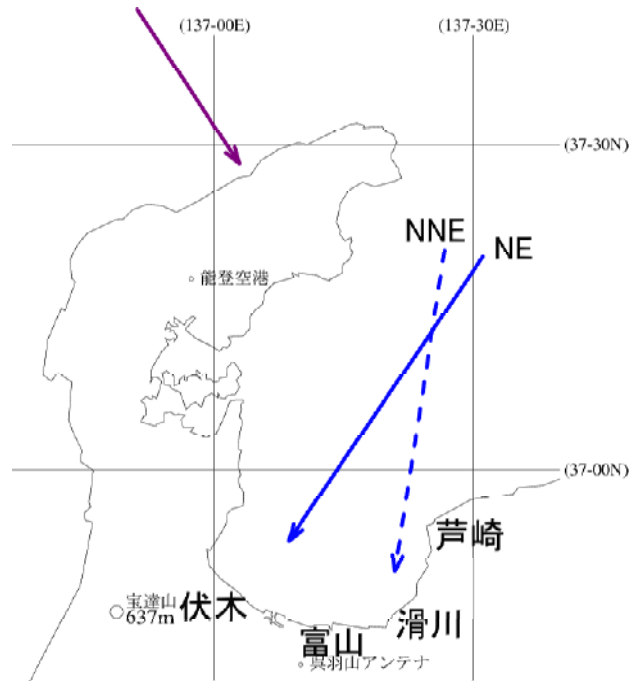 (137-00E)
(137-30E)
(37-30N)
NNE
NE
能登空港
(37-00N)
芦崎
宝達山
637m
伏木
滑川
富山
呉羽山アンテナ